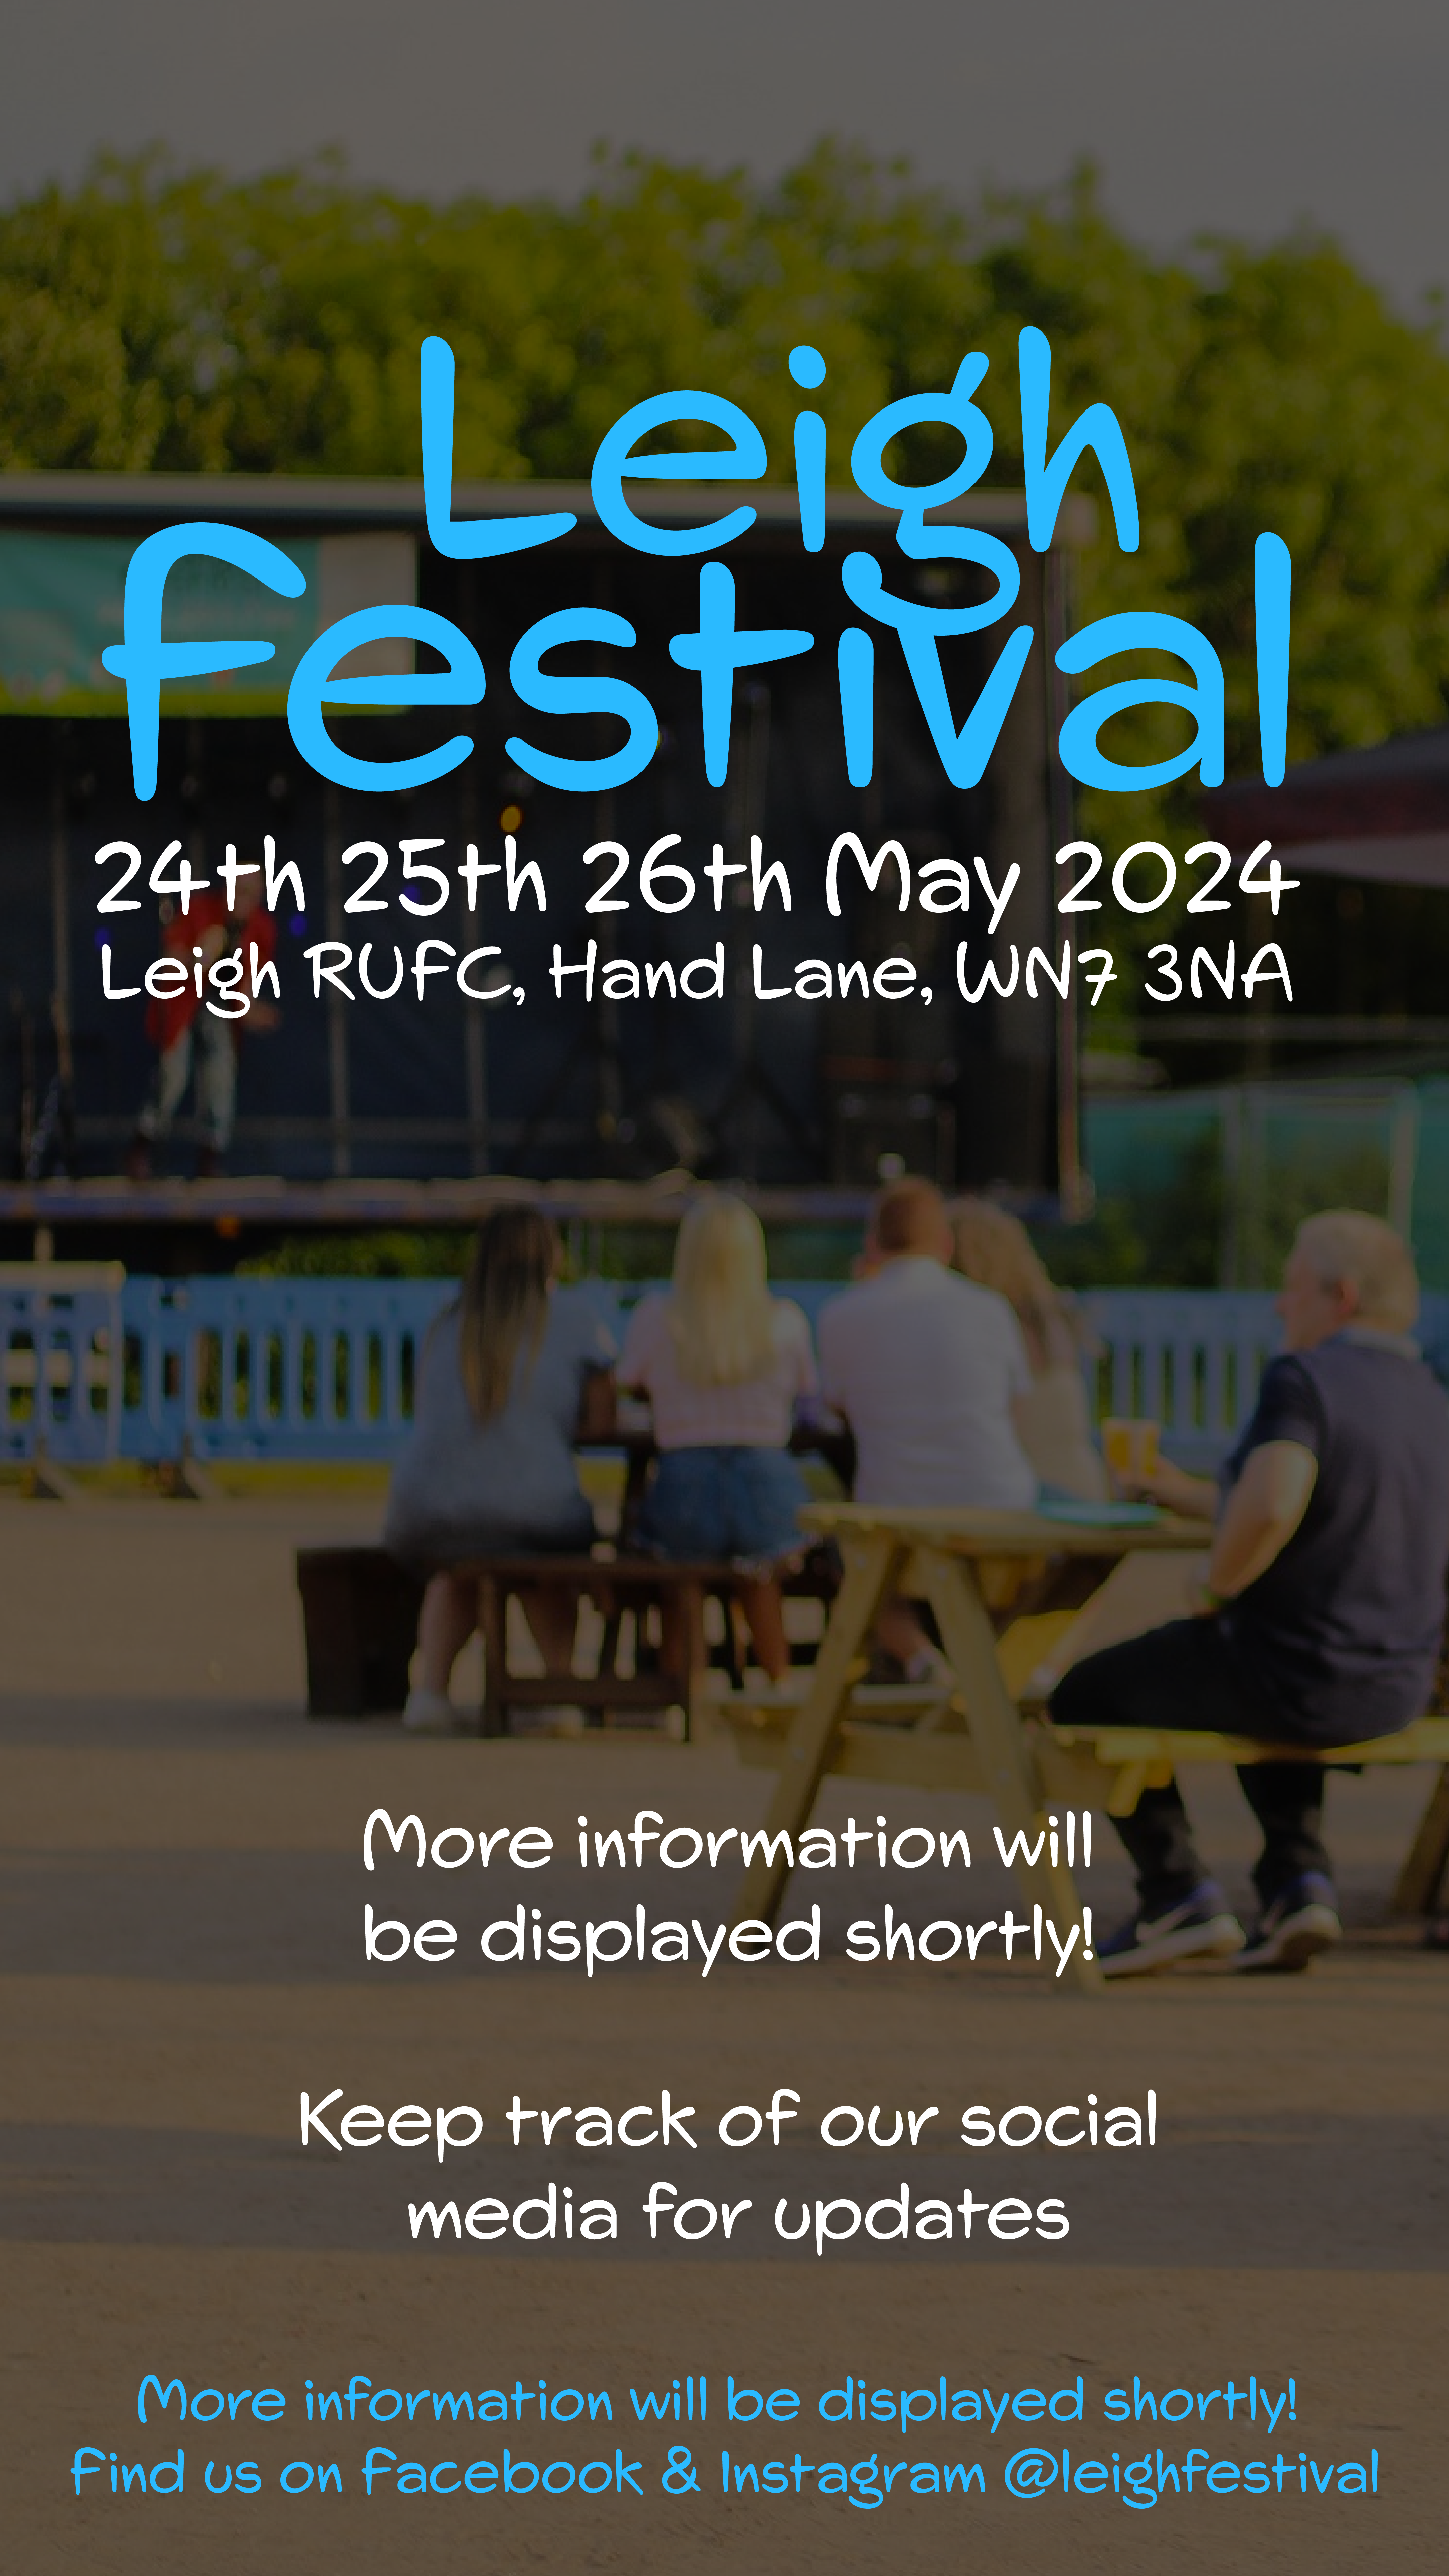 Leigh
Festival
24th 25th 26th May 2024
Leigh RUFC, Hand Lane, WN7 3NA
More information will
be displayed shortly!
Keep track of our social
media for updates
More information will be displayed shortly!
Find us on Facebook & Instagram @leighfestival